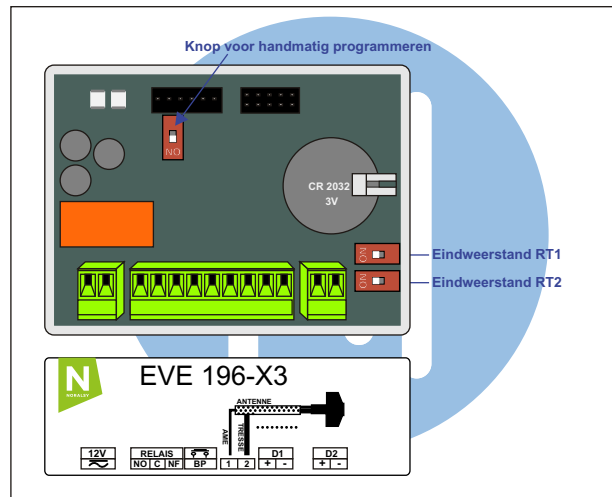 Knop voor handmatig programmeren
ON
CR 2032
3V
ON
Eindweerstand RT1
ON
Eindweerstand RT2
N
NORALSY
EVE 196-X3
ANTENNE
AME
TRESSE
12V
RELAIS
NO C NF
BP
1 2
D1
+ -
D2
+ -